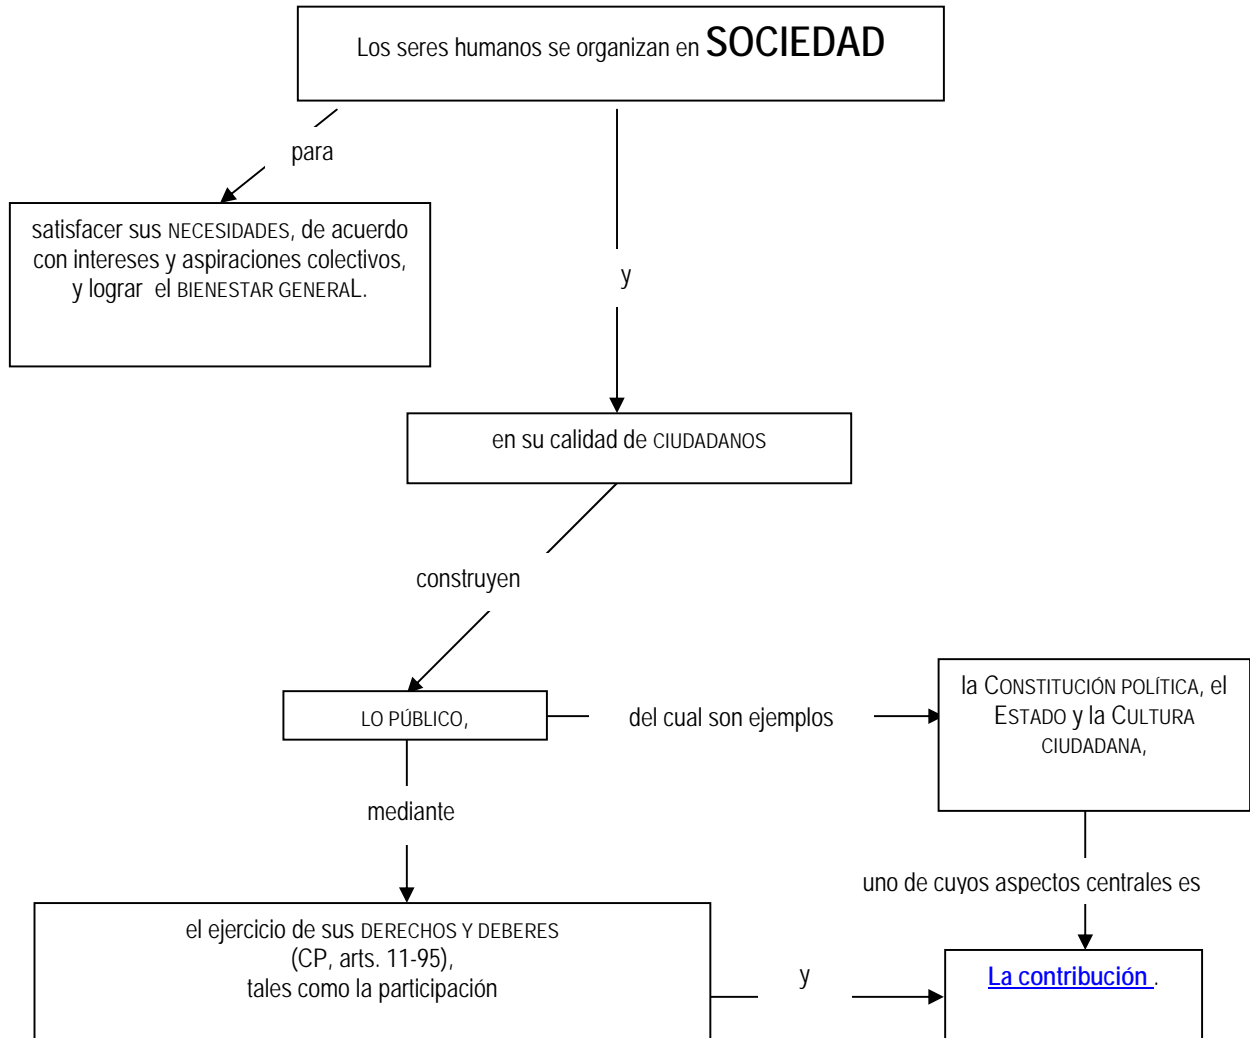 Los seres humanos se organizan en SOCIEDAD
para
satisfacer sus NECESIDADES, de acuerdo
con intereses y aspiraciones colectivos,
y lograr el BIENESTAR GENERAL.
y
en su calidad de CIUDADANOS
construyen
LO PÚBLICO,
del cual son ejemplos
la CONSTITUCIÓN POLÍTICA, el
ESTADO y la CULTURA
CIUDADANA,
mediante
uno de cuyos aspectos centrales es
el ejercicio de sus DERECHOS Y DEBERES
(CP, arts. 11-95),
tales como la participación
y
La contribución .